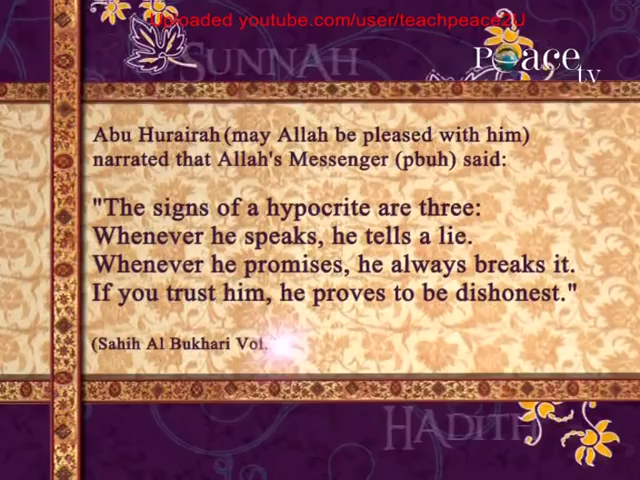 Uploaded youtube.com/user/teachpeace2U
SUNNAH
Peace
tv
Abu Hurairah (may Allah be pleased with him)
narrated that Allah's Messenger (pbuh) said:
"The signs of a hypocrite are three:
Whenever he speaks, he tells a lie.
Whenever he promises, he always breaks it.
If you trust him, he proves to be dishonest."
(Sahih Al Bukhari Vol.
HADITH